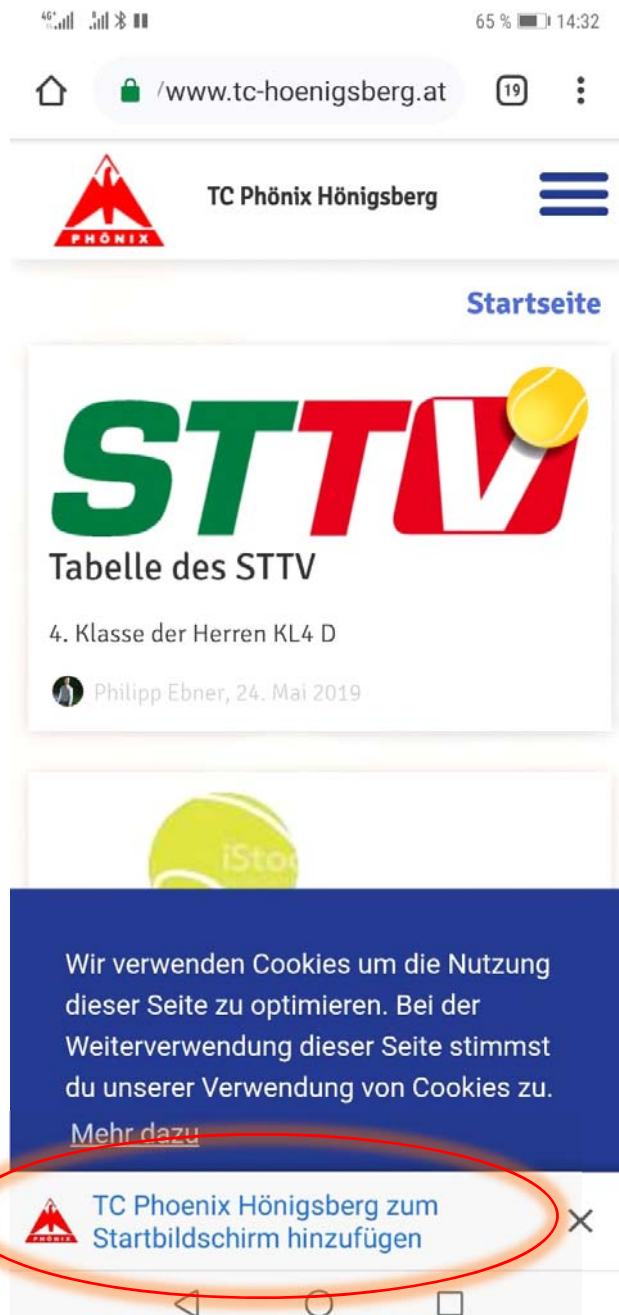 4G+
65 % 14:32
/www.tc-hoenigsberg.at 19
PHÖNIX
TC Phönix Hönigsberg
Startseite
STTV
Tabelle des STTV
4. Klasse der Herren KL4 D
Philipp Ebner, 24. Mai 2019
Wir verwenden Cookies um die Nutzung
dieser Seite zu optimieren. Bei der
Weiterverwendung dieser Seite stimmst
du unserer Verwendung von Cookies zu.
Mehr dazu
PHÖNIX
TC Phoenix Hönigsberg zum
Startbildschirm hinzufügen